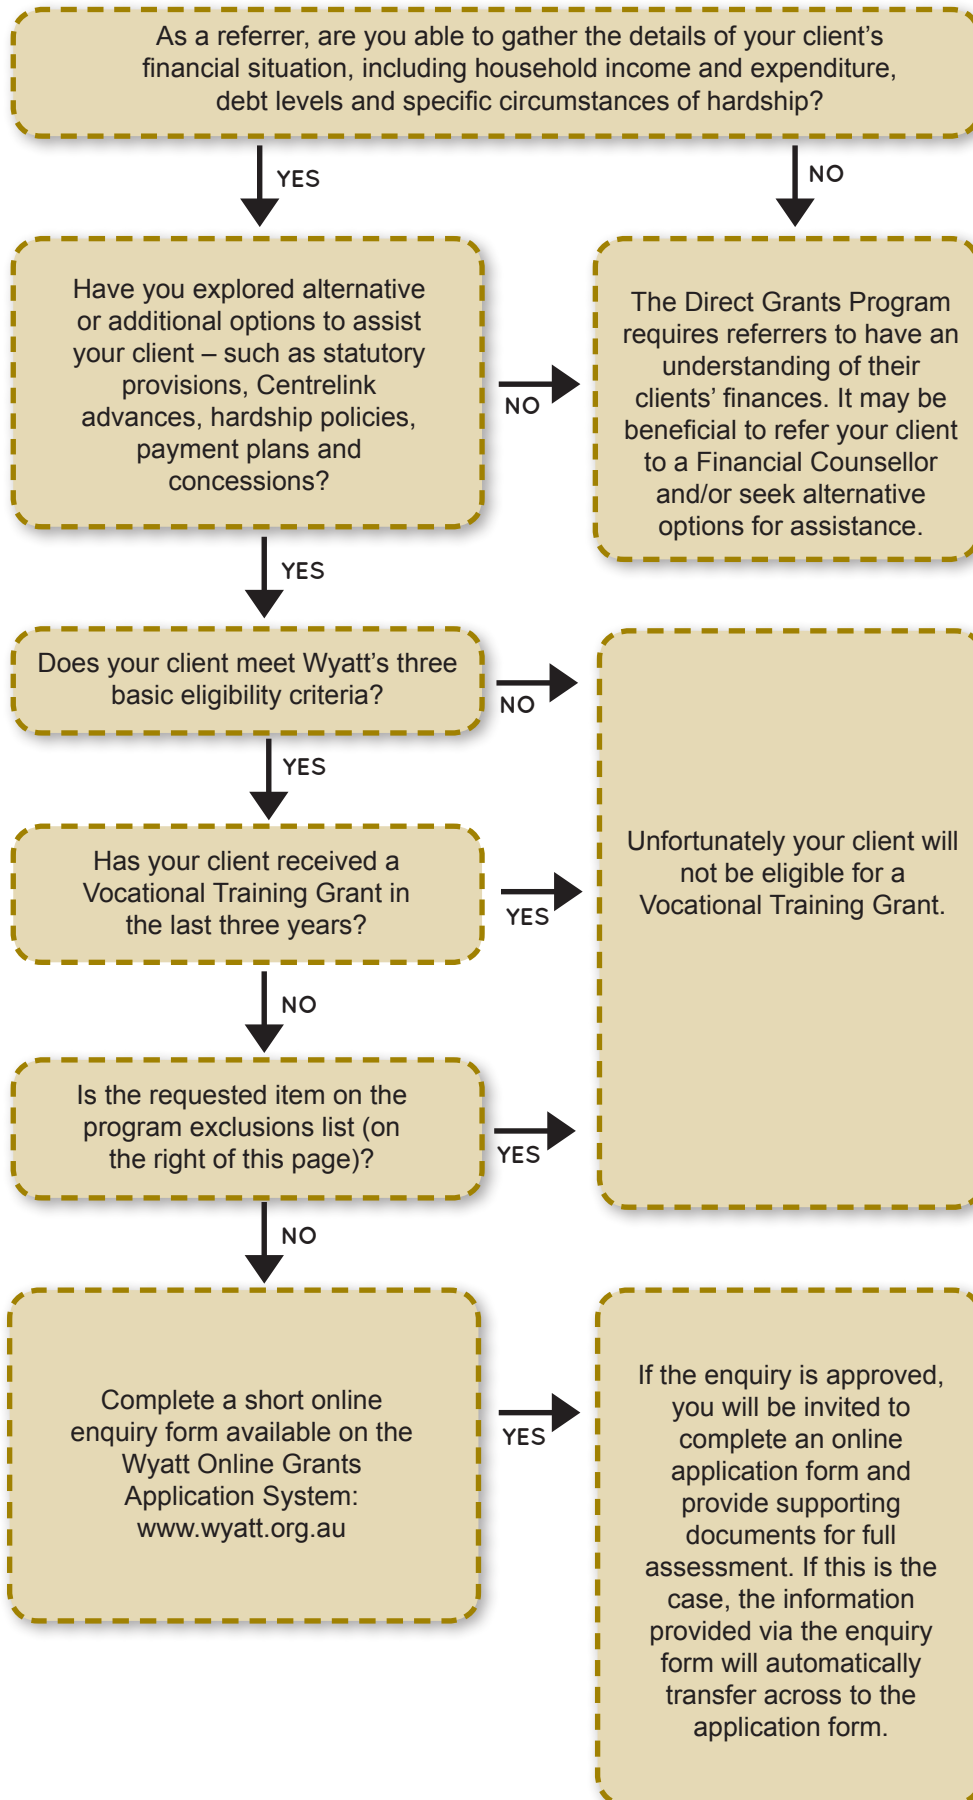 As a referrer, are you able to gather the details of your client’s
financial situation, including household income and expenditure,
debt levels and specific circumstances of hardship?
YES
NO
Have you explored alternative
or additional options to assist
your client – such as statutory
provisions, Centrelink
advances, hardship policies,
payment plans and
concessions?
NO
The Direct Grants Program
requires referrers to have an
understanding of their
clients’ finances. It may be
beneficial to refer your client
to a Financial Counsellor
and/or seek alternative
options for assistance.
YES
Does your client meet Wyatt’s three
basic eligibility criteria?
NO
YES
Has your client received a
Vocational Training Grant in
the last three years?
YES
Unfortunately your client will
not be eligible for a
Vocational Training Grant.
NO
Is the requested item on the
program exclusions list (on
the right of this page)?
YES
NO
Complete a short online
enquiry form available on the
Wyatt Online Grants
Application System:
www.wyatt.org.au
YES
If the enquiry is approved,
you will be invited to
complete an online
application form and
provide supporting
documents for full
assessment. If this is the
case, the information
provided via the enquiry
form will automatically
transfer across to the
application form.